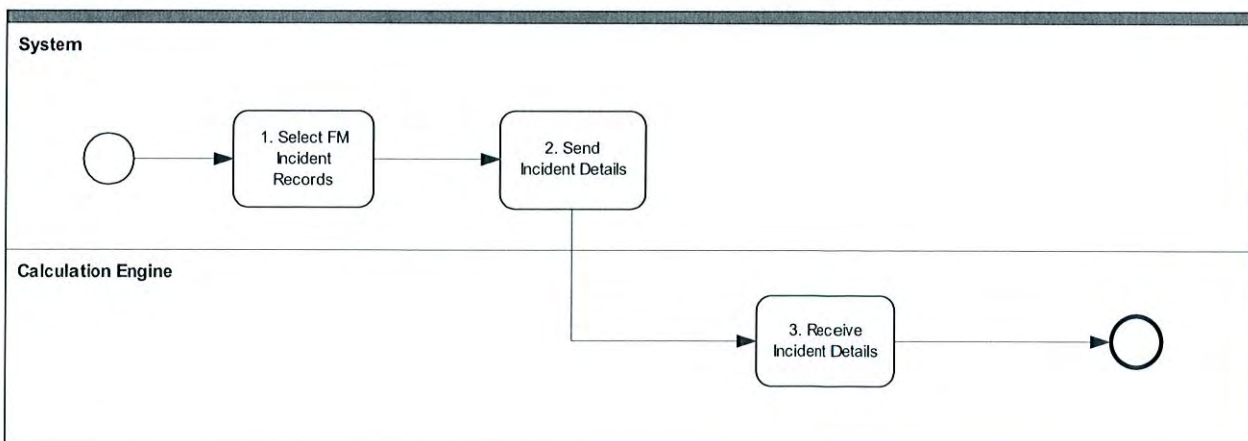 System
1. Select FM
Incident
Records
2. Send
Incident Details
Calculation Engine
3. Receive
Incident Details